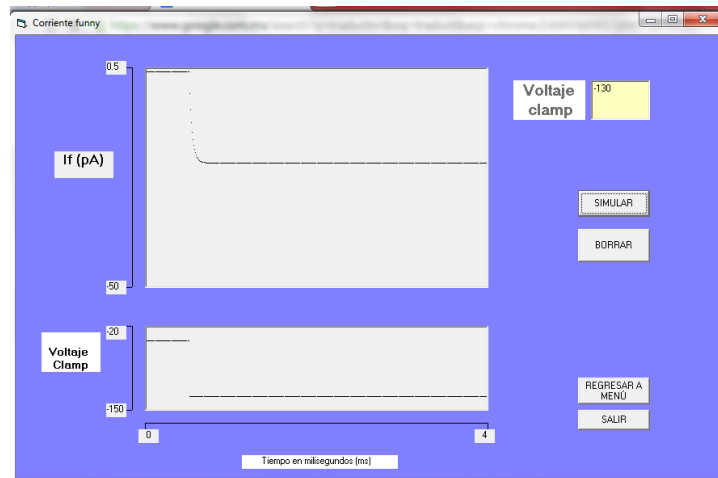 Corriente funny
0.5
If (pA)
-50
Voltaje
clamp
-130
SIMULAR
BORRAR
-20
Voltaje
Clamp
-150
0
4
Tiempo en milisegundos (ms)
REGRESAR A
MENÚ
SALIR